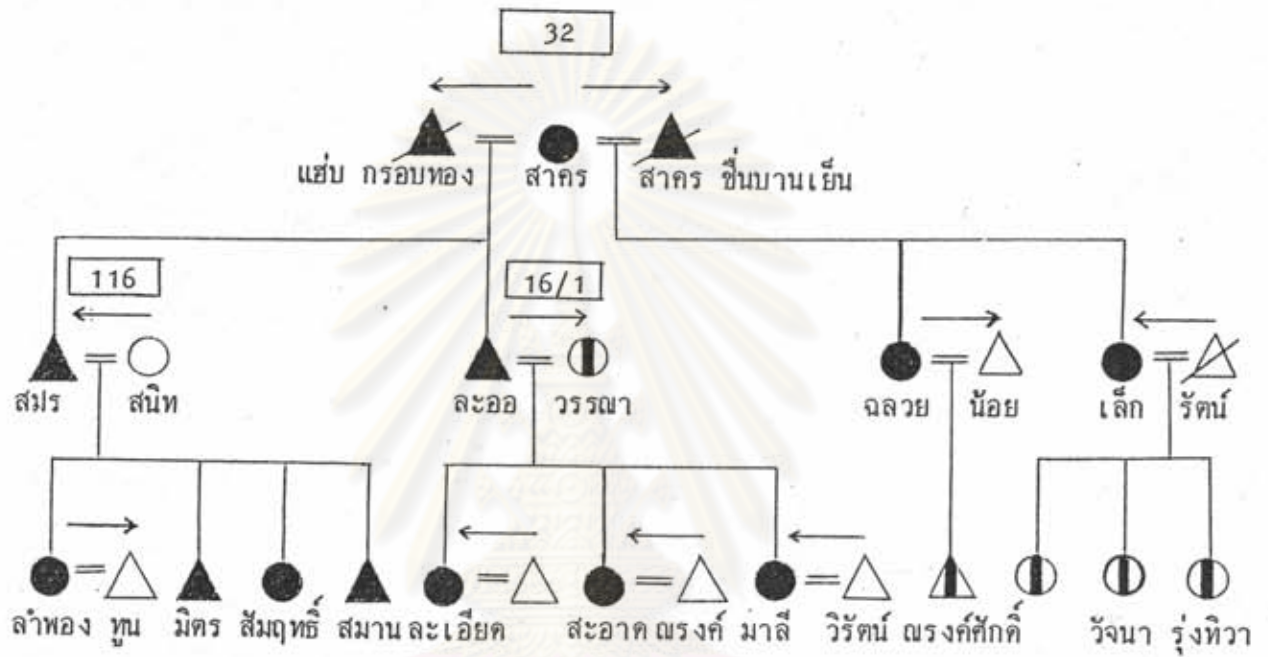 32
แฮ่บ กรอบทอง สาคร สาคร ชื่นบานเย็น
116 16/1
สมร สนิท ละออ วรรณา ฉลวย น้อย เล็ก รัตน์
ลำพอง ทูน มิตร สัมฤทธิ์ สมาน ละเอียด สะอาด ณรงค์ มาลี วิรัตน์ ณรงค์ศักดิ์ วัจนา รุ่งทิวา